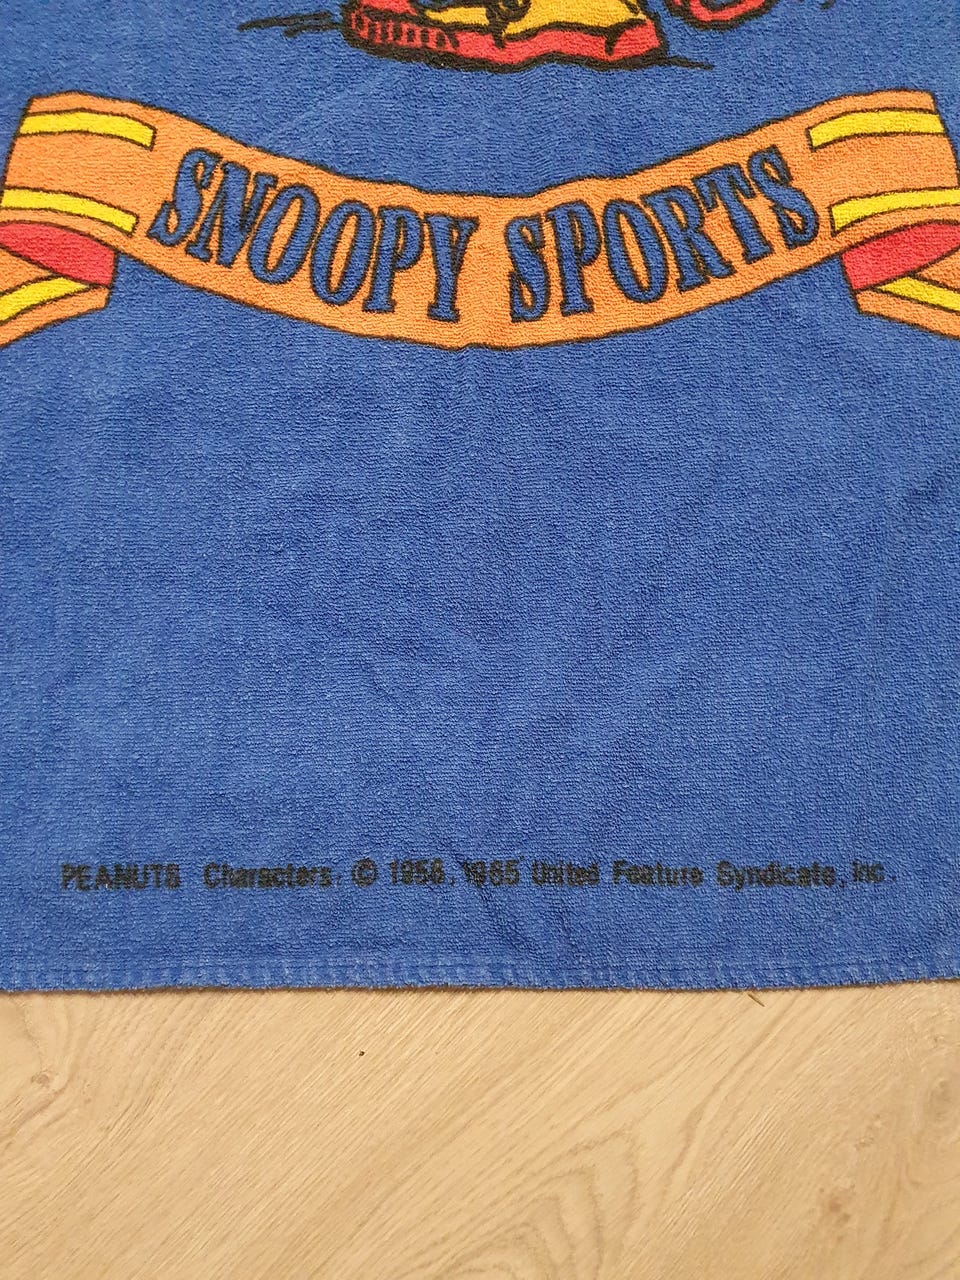 SNOOPY SPORTS
PEANUTS Characters © 1958, 1965 United Feature Syndicate, Inc.